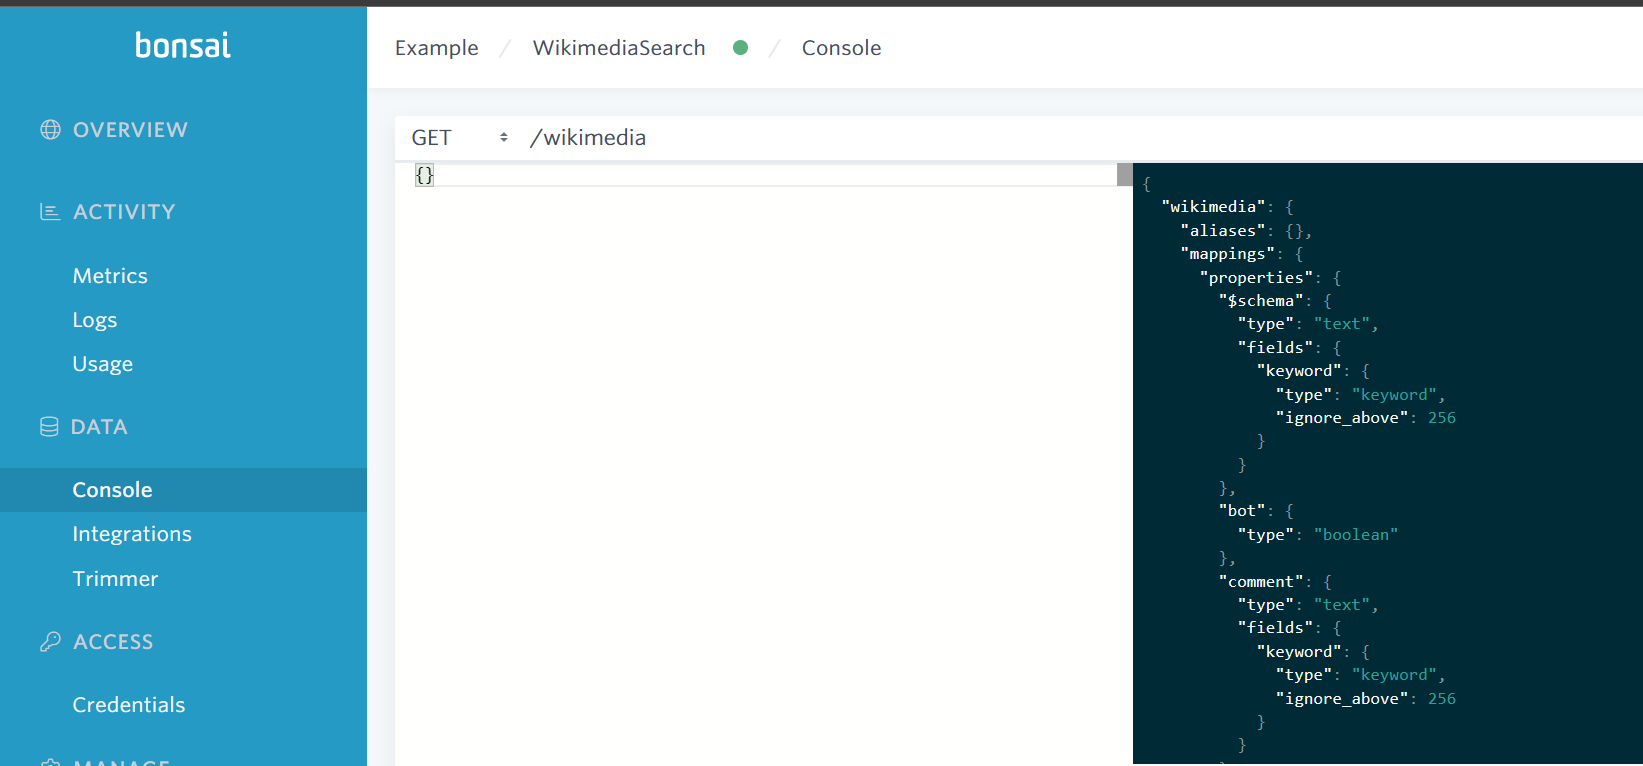 bonsai
Example / WikimediaSearch / Console
OVERVIEW
ACTIVITY
Metrics
Logs
Usage
DATA
Console
Integrations
Trimmer
ACCESS
Credentials
MANAGE
GET /wikimedia
{}
{
"wikimedia": {
"aliases": {},
"mappings": {
"properties": {
"$schema": {
"type": "text",
"fields": {
"keyword": {
"type": "keyword",
"ignore_above": 256
}
}
},
"bot": {
"type": "boolean"
},
"comment": {
"type": "text",
"fields": {
"keyword": {
"type": "keyword",
"ignore_above": 256
}
}